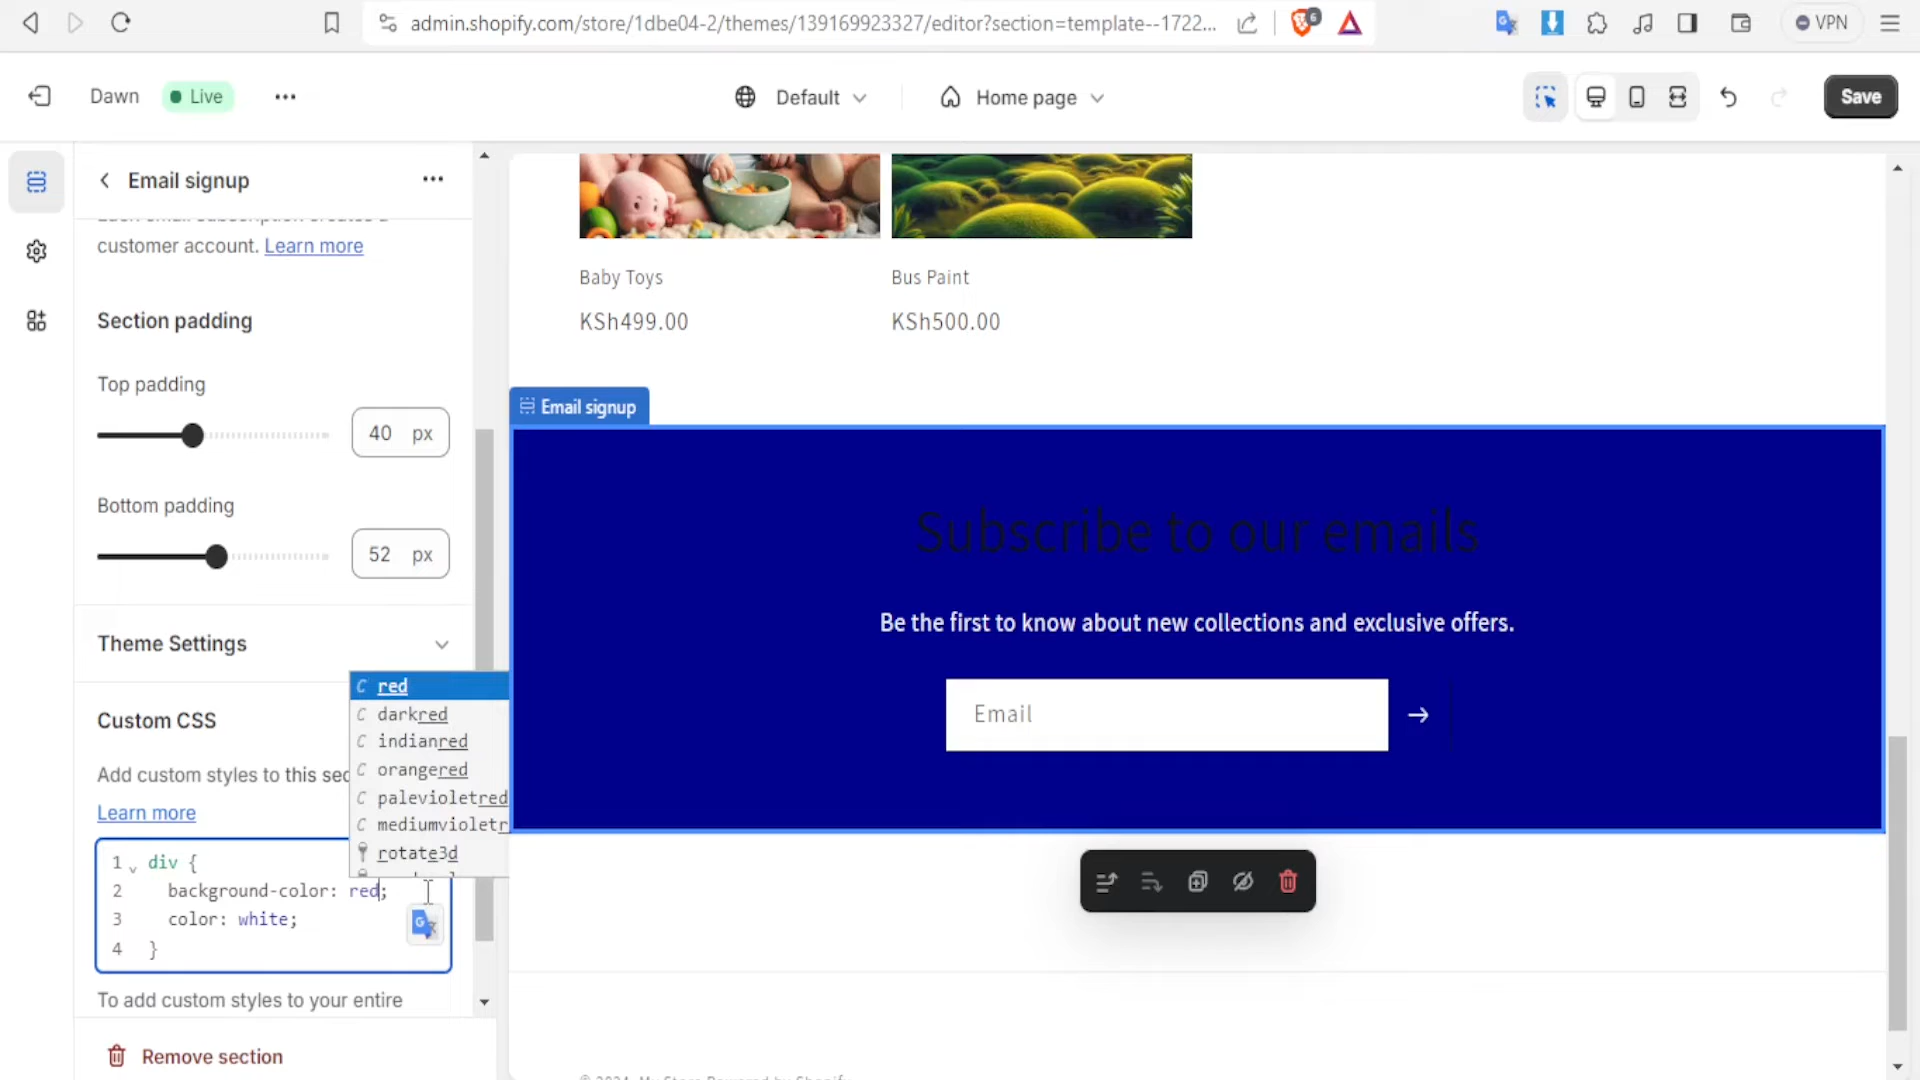 admin.shopify.com/store/1dbe04-2/themes/139169923327/editor?section=template--1722...
6
VPN
Dawn
Live
Default
Home page
Save
Email signup
customer account. Learn more
Section padding
Top padding
40 px
Bottom padding
52 px
Theme Settings
Custom CSS
Add custom styles to this sec
Learn more
C red
C darkred
C indianred
C orangered
C palevioletred
C mediumvioletr
rotate3d
1 div {
2 background-color: red;
3 color: white;
4 }
To add custom styles to your entire
Remove section
Baby Toys
KSh499.00
Bus Paint
KSh500.00
Email signup
Subscribe to our emails
Be the first to know about new collections and exclusive offers.
Email